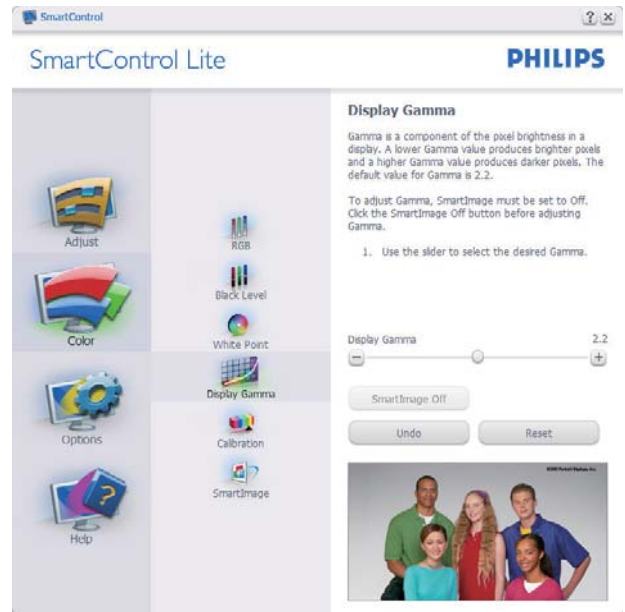 SmartControl
SmartControl Lite
PHILIPS
Adjust
Color
Options
Help
RGB
Black Level
White Point
Display Gamma
Calibration
SmartImage
Display Gamma
Gamma is a component of the pixel brightness in a
display. A lower Gamma value produces brighter pixels
and a higher Gamma value produces darker pixels. The
default value for Gamma is 2.2.
To adjust Gamma, SmartImage must be set to Off.
Click the SmartImage Off button before adjusting
Gamma.
1. Use the slider to select the desired Gamma.
Display Gamma 2.2
SmartImage Off
Undo Reset